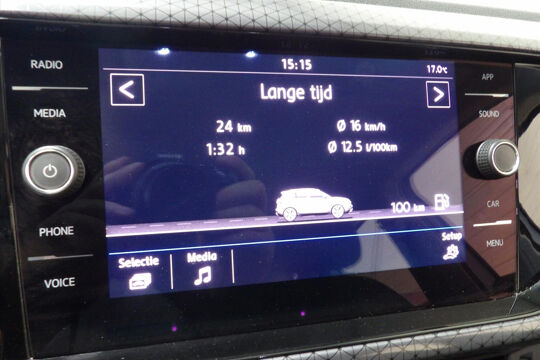 RADIO
MEDIA
PHONE
VOICE
15:15
17.0°c
<
Lange tijd
>
24 km
Ø 16 km/h
1:32 h
Ø 12.5 l/100km
100 km
Selectie
Media
Setup
APP
SOUND
CAR
MENU